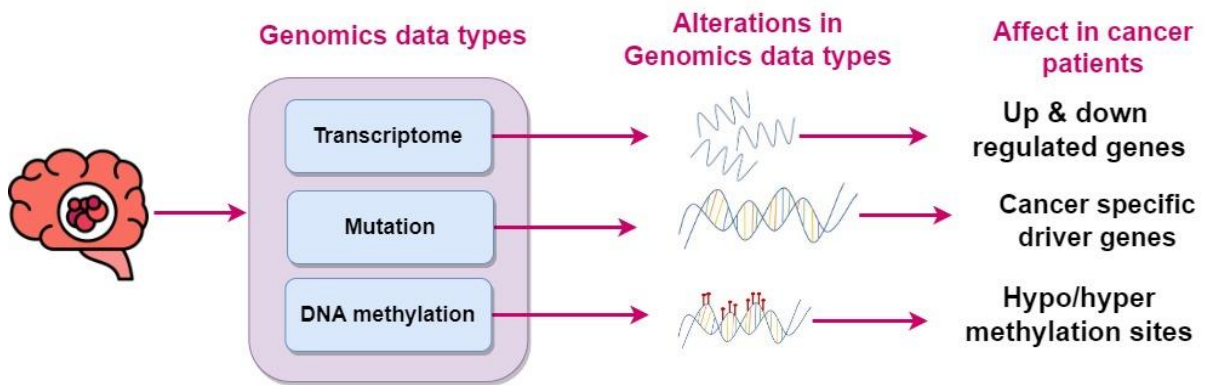 Genomics data types
Alterations in
Genomics data types
Affect in cancer
patients
Transcriptome
Up & down
regulated genes
Mutation
Cancer specific
driver genes
DNA methylation
Hypo/hyper
methylation sites